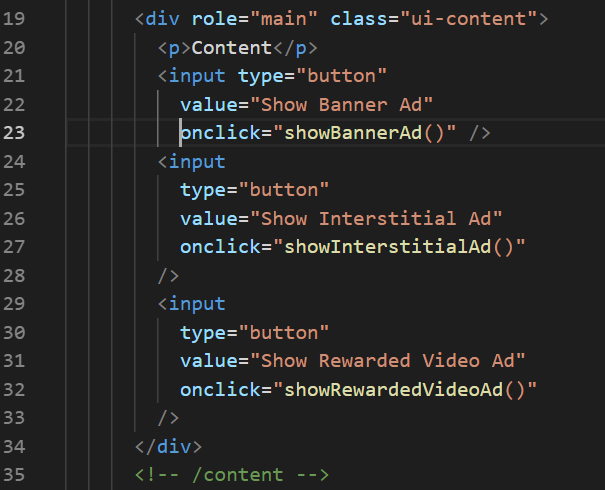 19 <div role="main" class="ui-content">
20 <p>Content</p>
21 <input type="button"
22 value="Show Banner Ad"
23 onclick="showBannerAd()" />
24 <input
25 type="button"
26 value="Show Interstitial Ad"
27 onclick="showInterstitialAd()"
28 />
29 <input
30 type="button"
31 value="Show Rewarded Video Ad"
32 onclick="showRewardedVideoAd()"
33 />
34 </div>
35 <!-- /content -->